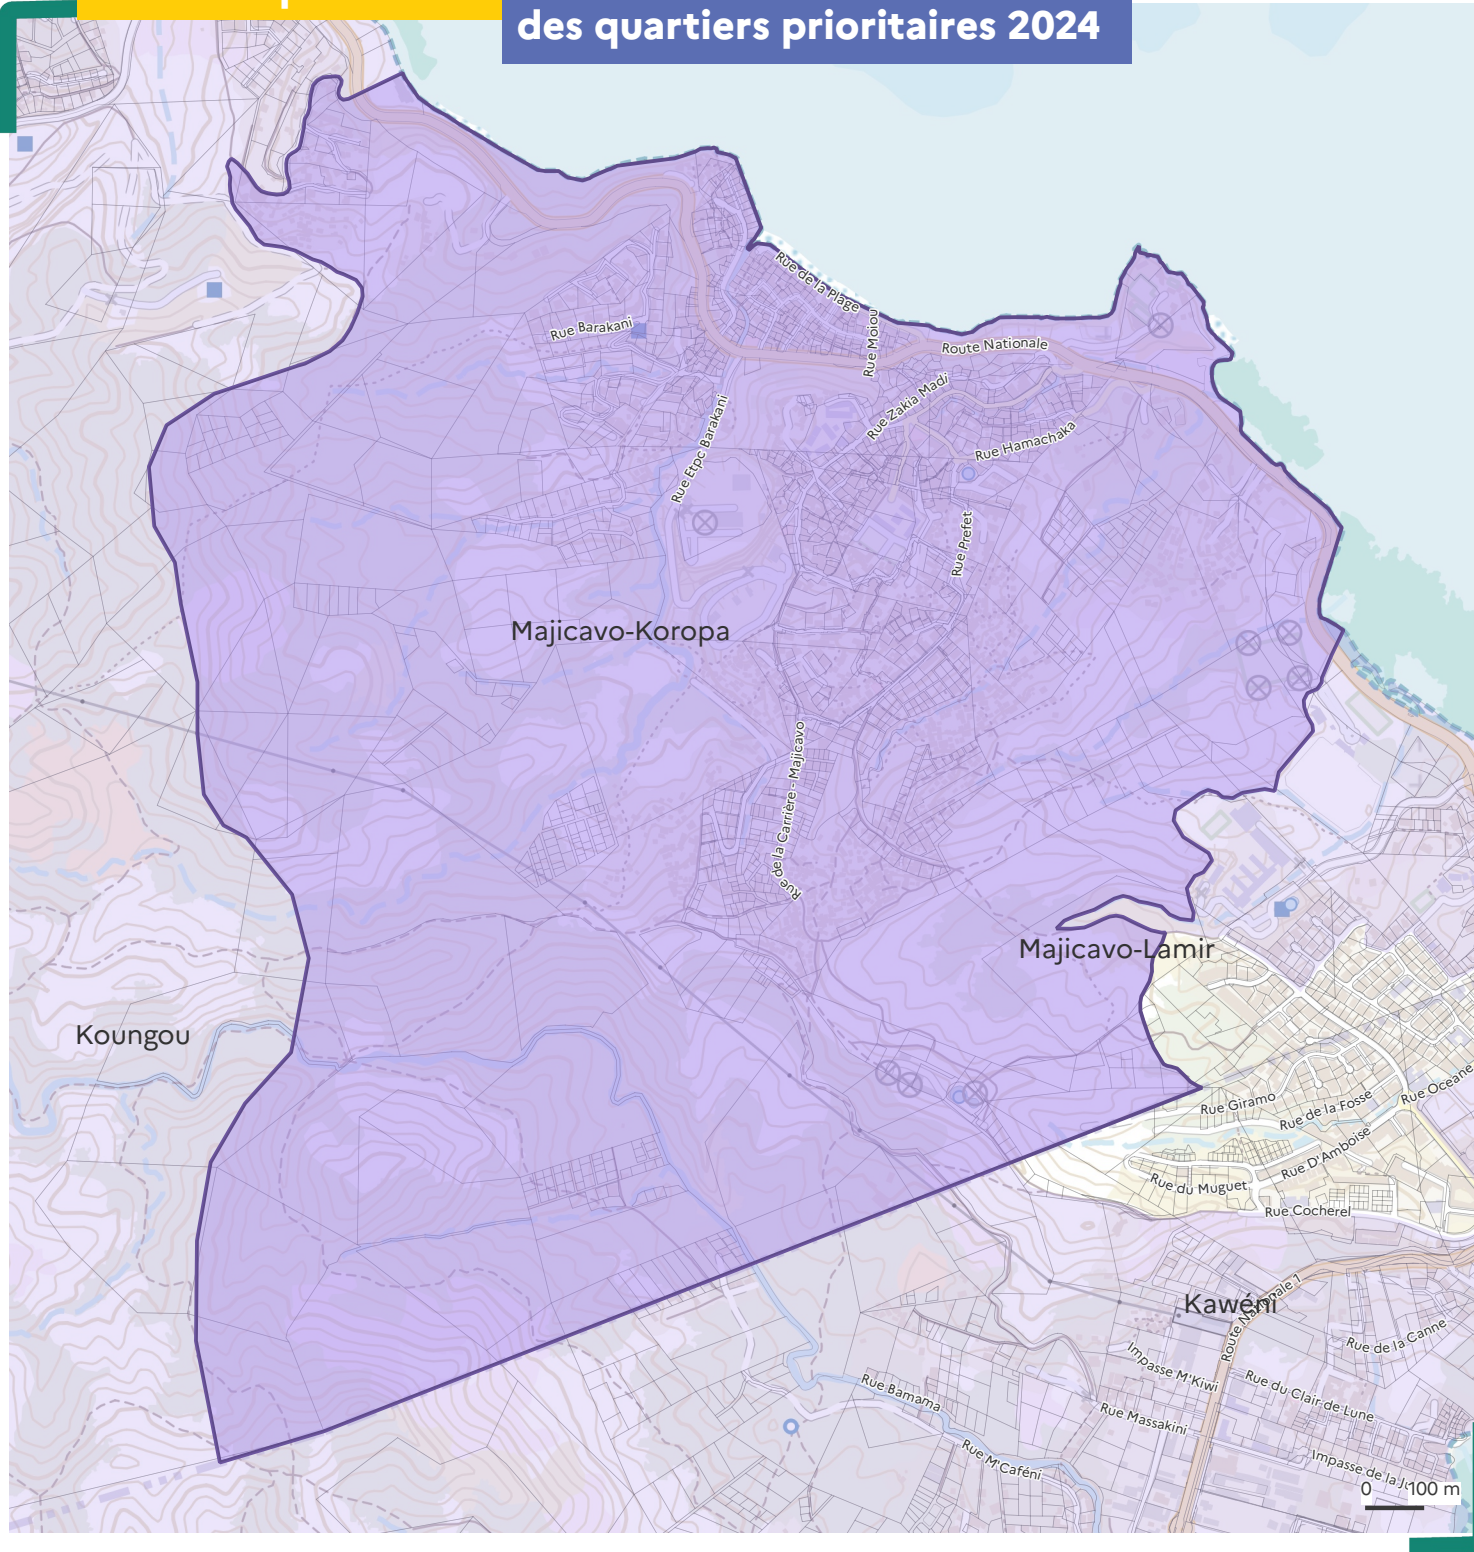 des quartiers prioritaires 2024
Rue de la Plage
Rue Barakani
Rue Moiou
Route Nationale
Rue Zakia Madi
Rue Etpc Barakani
Rue Hamachaka
Rue Prefet
Majicavo-Koropa
Rue de la Carrière - Majicavo
Majicavo-Lamir
Koungou
Rue Giramo
Rue de la Fosse
Rue Oceane
Rue D'Amboise
Rue du Muguet
Rue Cocherel
Kawéni
Route Nationale 1
Rue de la Canne
Impasse M'Kiwi
Rue du Clair de Lune
Rue Bamama
Rue Massakini
Rue M'Caféni
Impasse de la
0 100 m